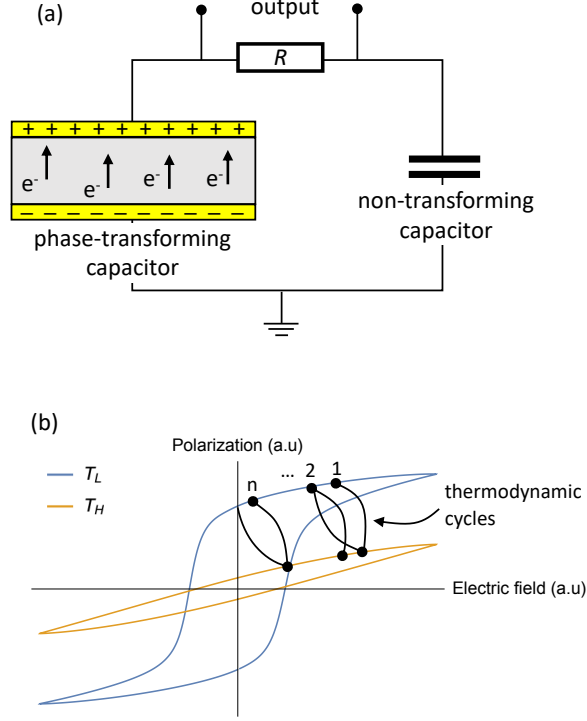 (a)
output
R
+ + + + + + + + + +
e- e- e- e-
– – – – – – – – – –
phase-transforming
capacitor
non-transforming
capacitor
(b)
Polarization (a.u)
T_L
T_H
n ... 2 1
thermodynamic
cycles
Electric field (a.u)